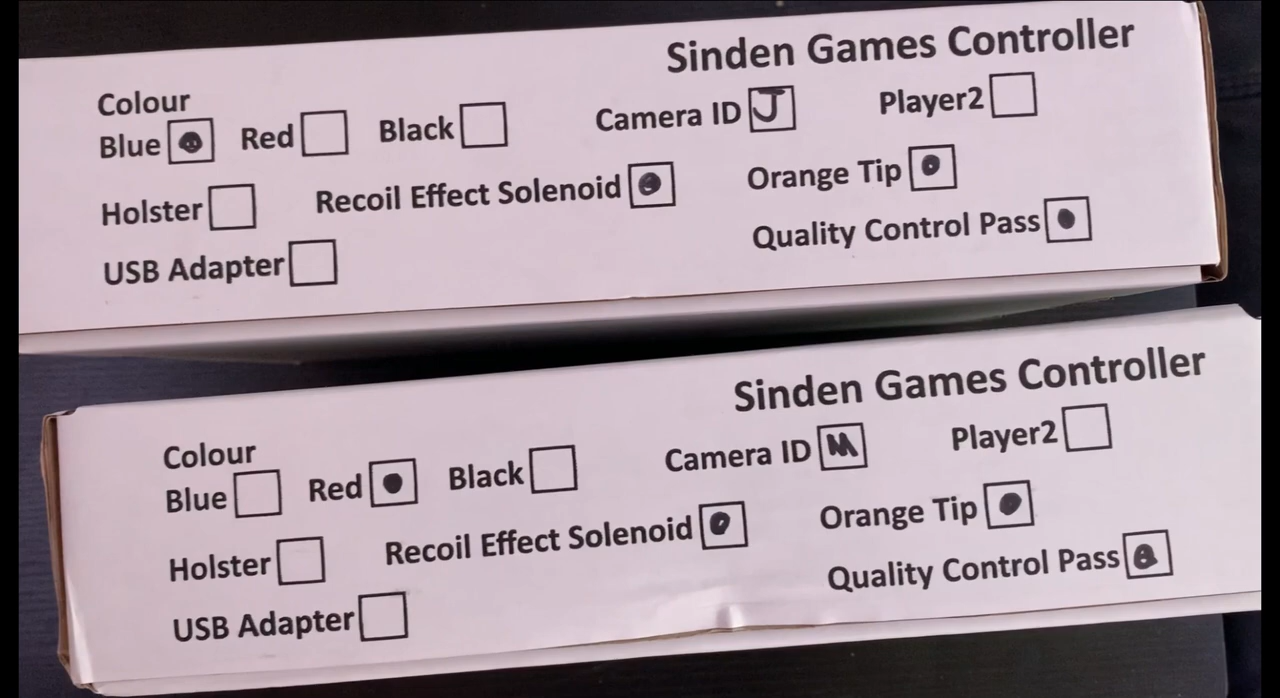 Sinden Games Controller
Colour
Blue Red Black Camera ID J Player2
Holster Recoil Effect Solenoid Orange Tip
USB Adapter Quality Control Pass
Sinden Games Controller
Colour
Blue Red Black Camera ID M Player2
Holster Recoil Effect Solenoid Orange Tip
USB Adapter Quality Control Pass